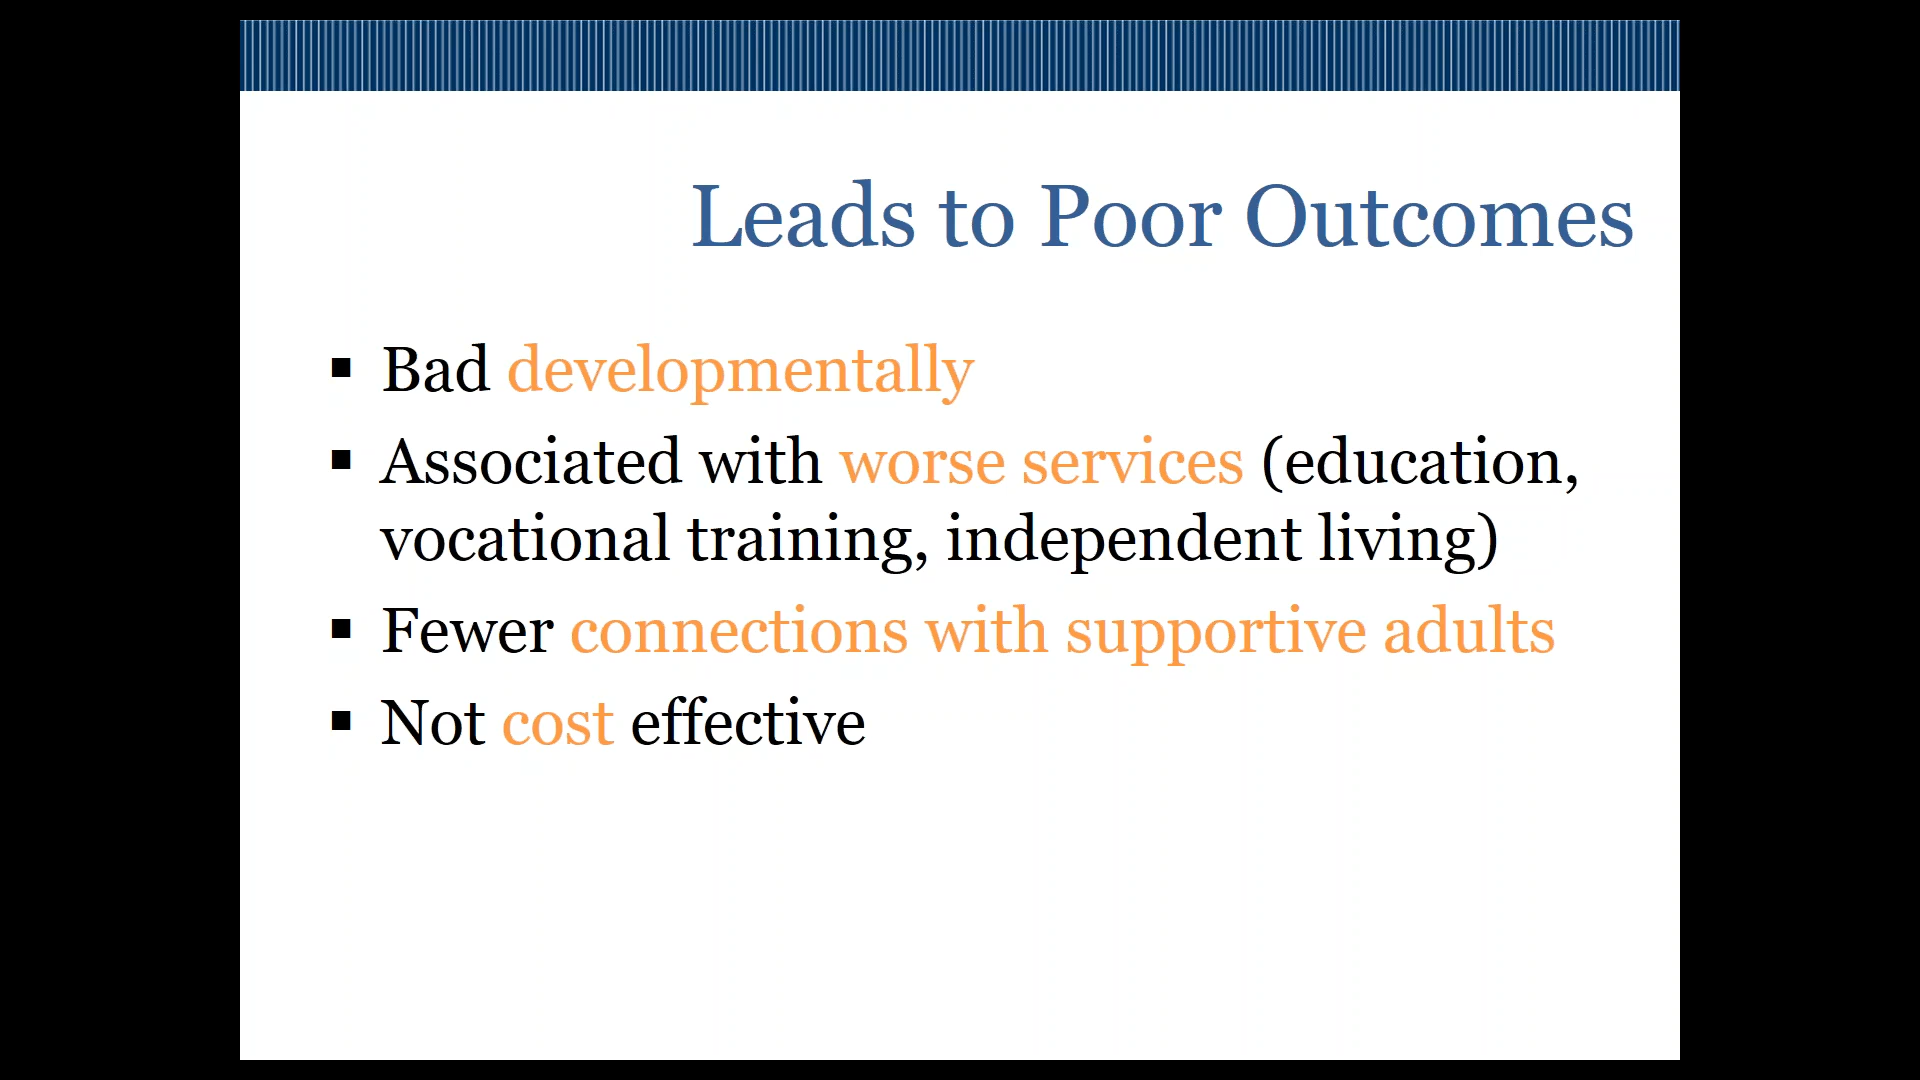 Leads to Poor Outcomes
▪ Bad developmentally
▪ Associated with worse services (education,
vocational training, independent living)
▪ Fewer connections with supportive adults
▪ Not cost effective